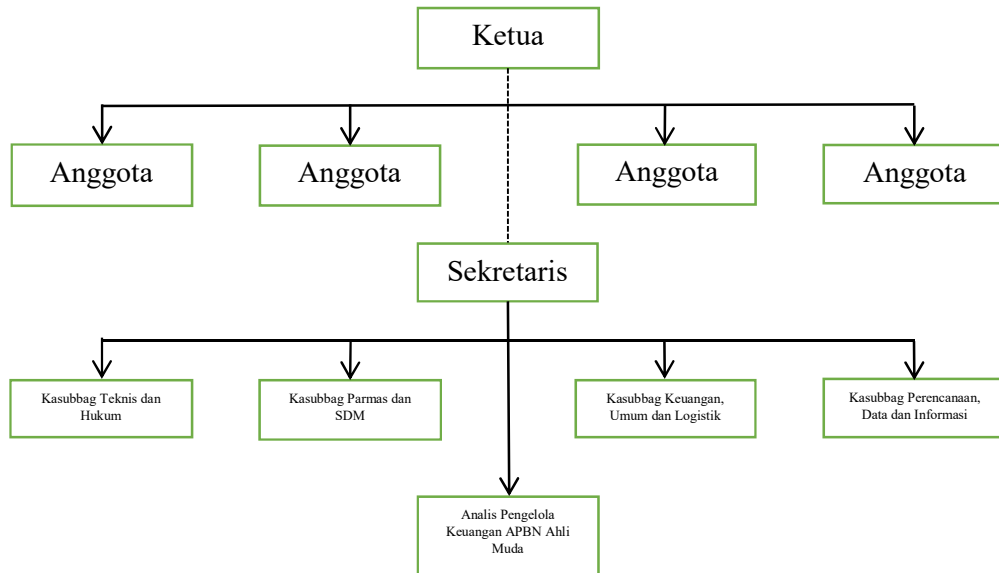 Ketua
Anggota
Anggota
Anggota
Anggota
Sekretaris
Kasubbag Teknis dan
Hukum
Kasubbag Parmas dan
SDM
Kasubbag Keuangan,
Umum dan Logistik
Kasubbag Perencanaan,
Data dan Informasi
Analis Pengelola
Keuangan APBN Ahli
Muda